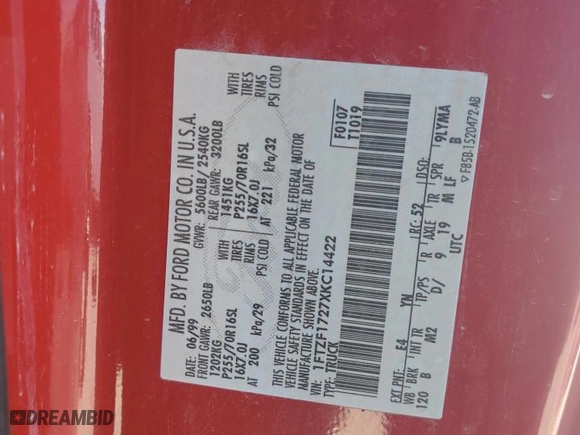 MFD. BY FORD MOTOR CO. IN U.S.A.
DATE: 06/99 GVWR: 5600LB/ 2540KG
FRONT GAWR: 2650LB REAR GAWR: 3200LB
1202KG 1451KG WITH
P255/70R16SL P255/70R16SL TIRES
16X7.0J 16X7.0J RIMS
AT 200 kPa/29 AT 221 kPa/32 PSI COLD
WITH
TIRES
RIMS
PSI COLD
THIS VEHICLE CONFORMS TO ALL APPLICABLE FEDERAL MOTOR
VEHICLE SAFETY STANDARDS IN EFFECT ON THE DATE OF
MANUFACTURE SHOWN ABOVE.
VIN: 1FTZF1727XKC14422
TYPE: TRUCK
F0107
T1019
EXT PNT: E4 YN RC: 52 DSO:
WB BRK INT TR TP/PS R AXLE TR SPR 9LYMA
120 B M2 D/ 9 19 M LF B
UTC
▽F85B-1520472-AB
DREAMBID